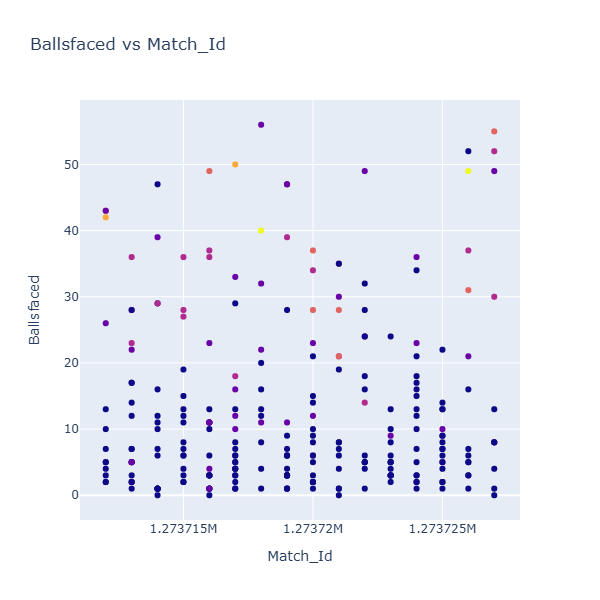 Ballsfaced vs Match_Id
50
40
30
20
10
0
Ballsfaced
1.273715M
1.27372M
1.273725M
Match_Id